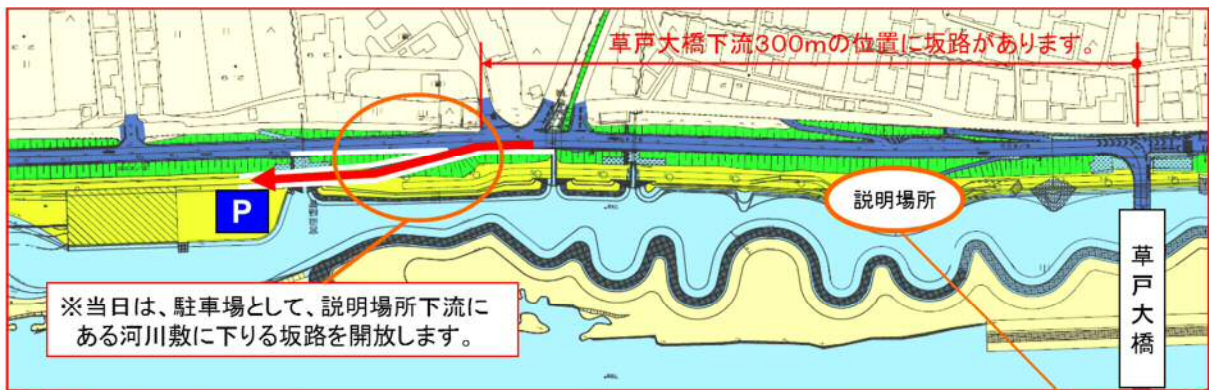 草戸大橋下流300mの位置に坂路があります。
P
説明場所
草戸大橋
※当日は、駐車場として、説明場所下流に
ある河川敷に下りる坂路を開放します。